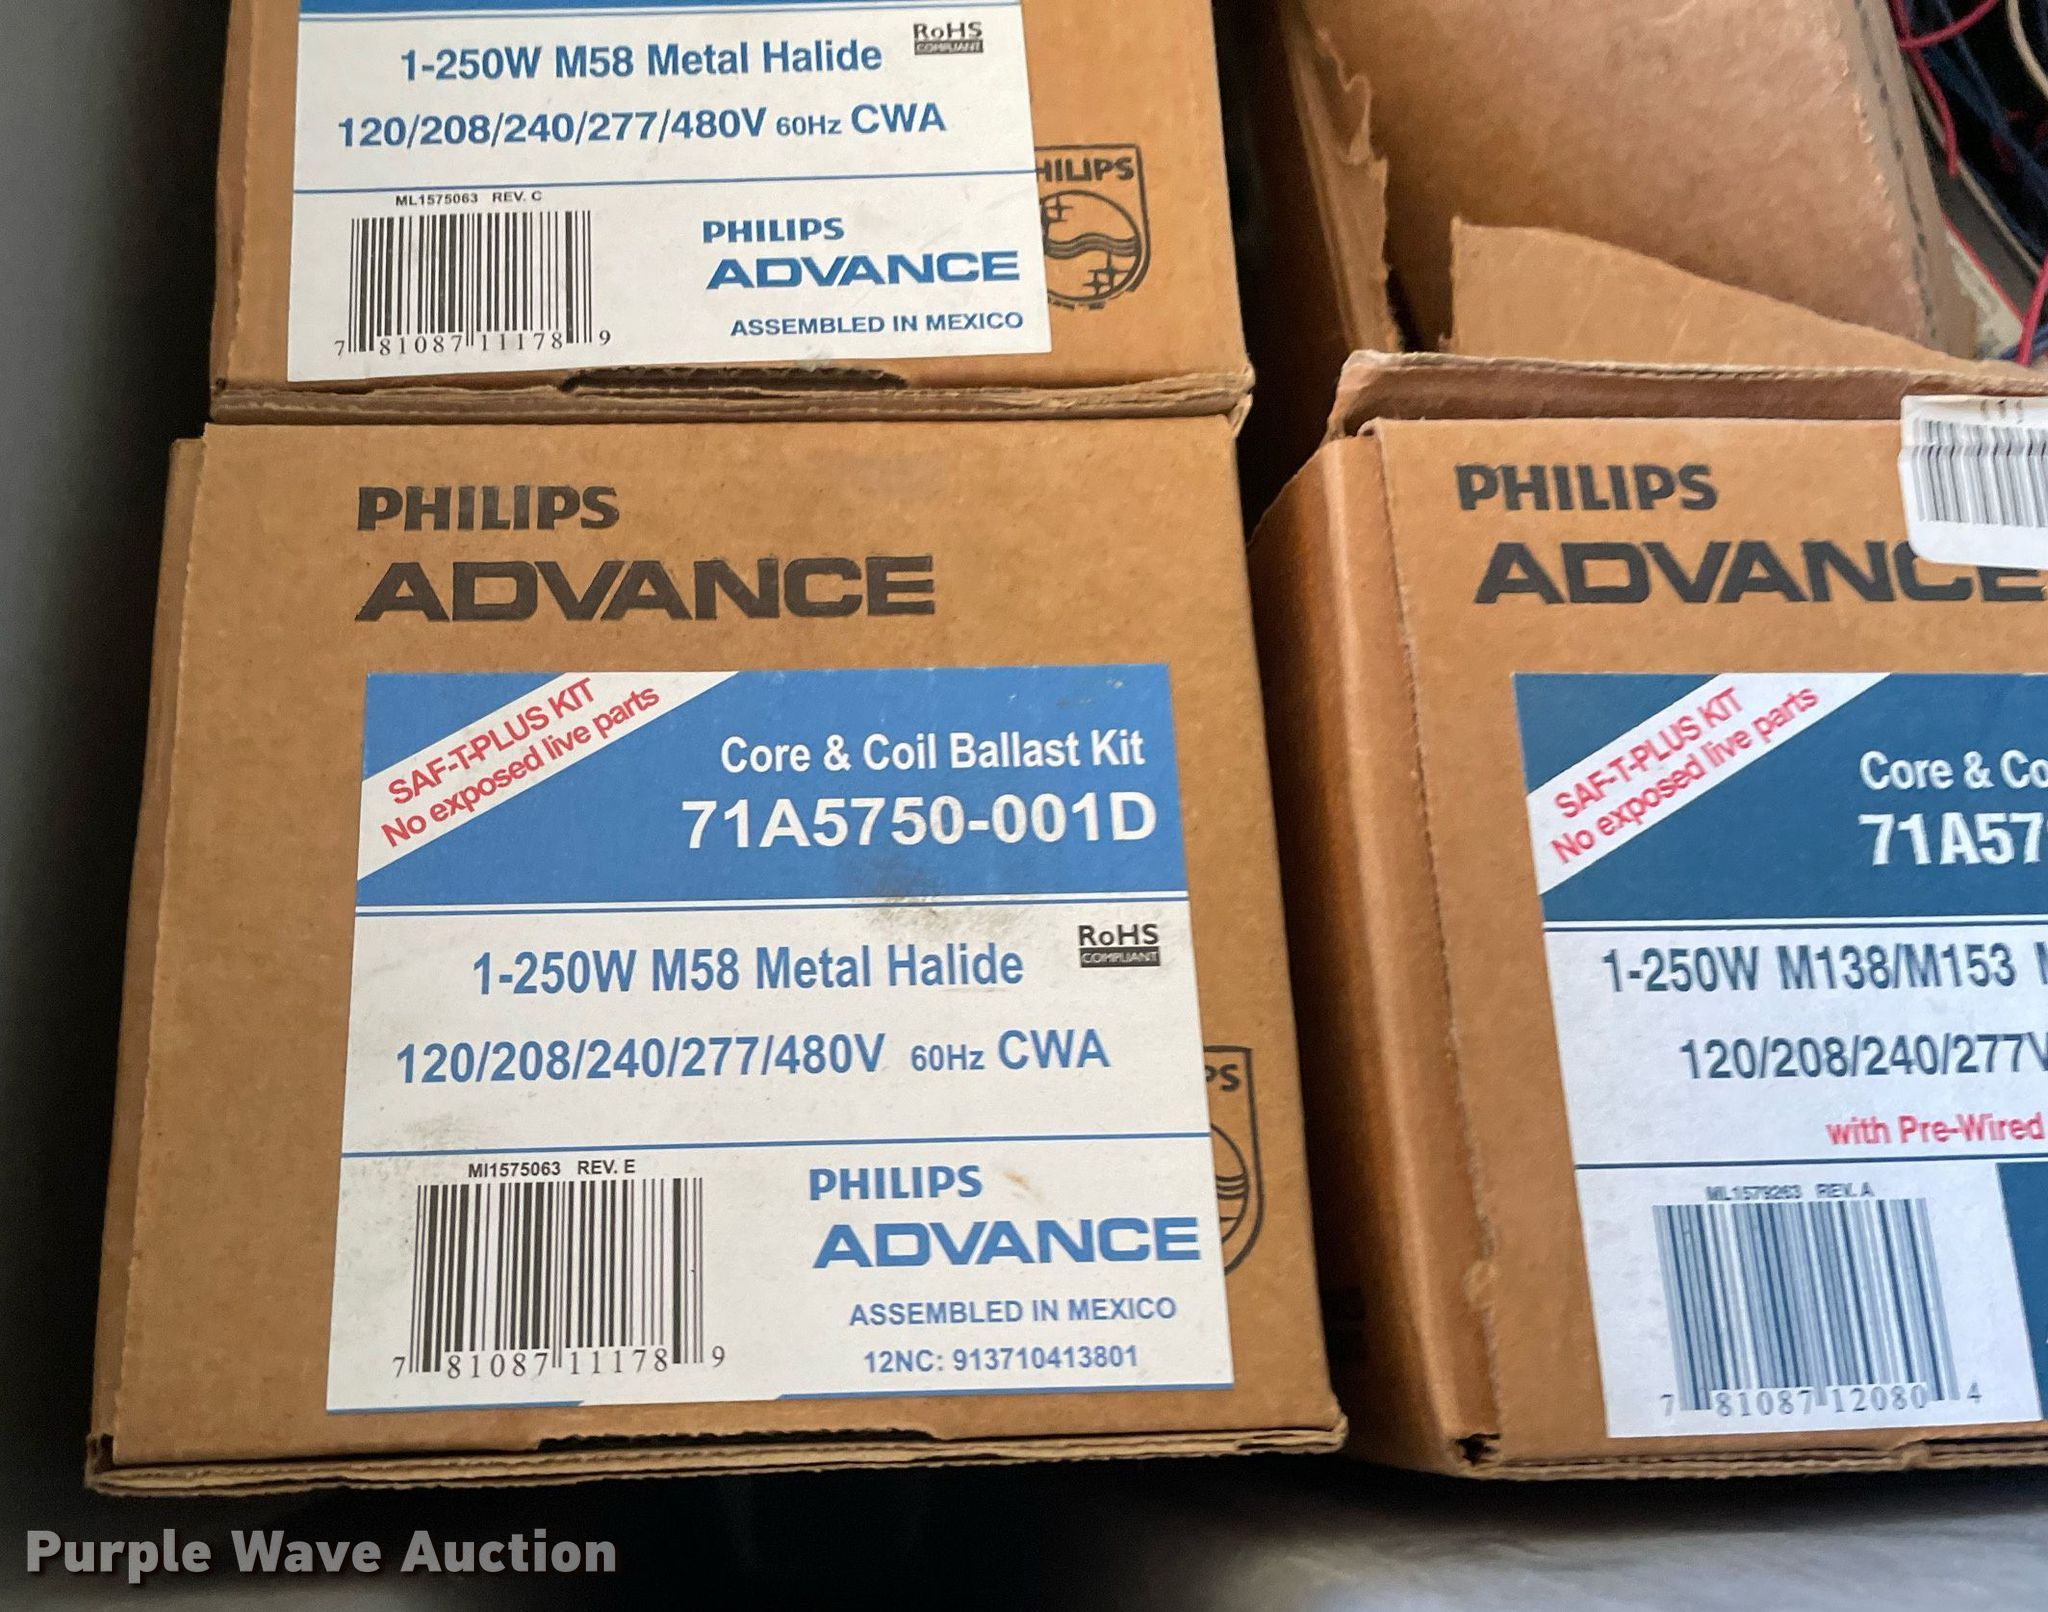 1-250W M58 Metal Halide
RoHS
COMPLIANT
120/208/240/277/480V 60Hz CWA
ML1575063 REV. C
7 81087 11178 9
PHILIPS
ADVANCE
ASSEMBLED IN MEXICO
PHILIPS
ADVANCE
SAF-T-PLUS KIT
No exposed live parts
Core & Coil Ballast Kit
71A5750-001D
1-250W M58 Metal Halide
RoHS
COMPLIANT
120/208/240/277/480V 60Hz CWA
MI1575063 REV. E
7 81087 11178 9
PHILIPS
ADVANCE
ASSEMBLED IN MEXICO
12NC: 913710413801
PHILIPS
ADVANCE
SAF-T-PLUS KIT
No exposed live parts
Core & Co
71A57
1-250W M138/M153
120/208/240/277V
with Pre-Wired
ML1579263 REV. A
7 81087 12080 4
Purple Wave Auction